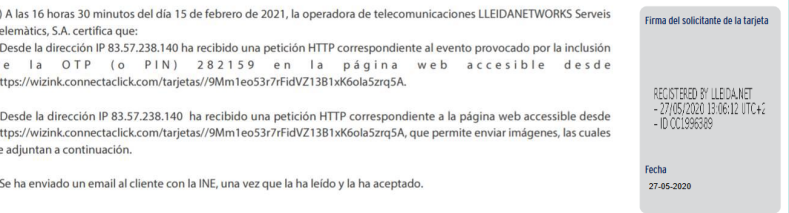 ) A las 16 horas 30 minutos del día 15 de febrero de 2021, la operadora de telecomunicaciones LLEIDANETWORKS Serveis
elemàtics, S.A. certifica que:
Desde la dirección IP 83.57.238.140 ha recibido una petición HTTP correspondiente al evento provocado por la inclusión
e la OTP (o PIN) 282159 en la página web accesible desde
ttps://wizink.connectaclick.com/tarjetas//9Mm1eo53r7rFidVZ13B1xK6oIa5zrq5A.
Desde la dirección IP 83.57.238.140 ha recibido una petición HTTP correspondiente a la página web accessible desde
ttps://wizink.connectaclick.com/tarjetas//9Mm1eo53r7rFidVZ13B1xK6oIa5zrq5A, que permite enviar imágenes, las cuales
e adjuntan a continuación.
Se ha enviado un email al cliente con la INE, una vez que la ha leído y la ha aceptado.
Firma del solicitante de la tarjeta
REGISTERED BY LLEIDA.NET
- 27/05/2020 13:06:12 UTC+2
- ID CC1996389
Fecha
27-05-2020